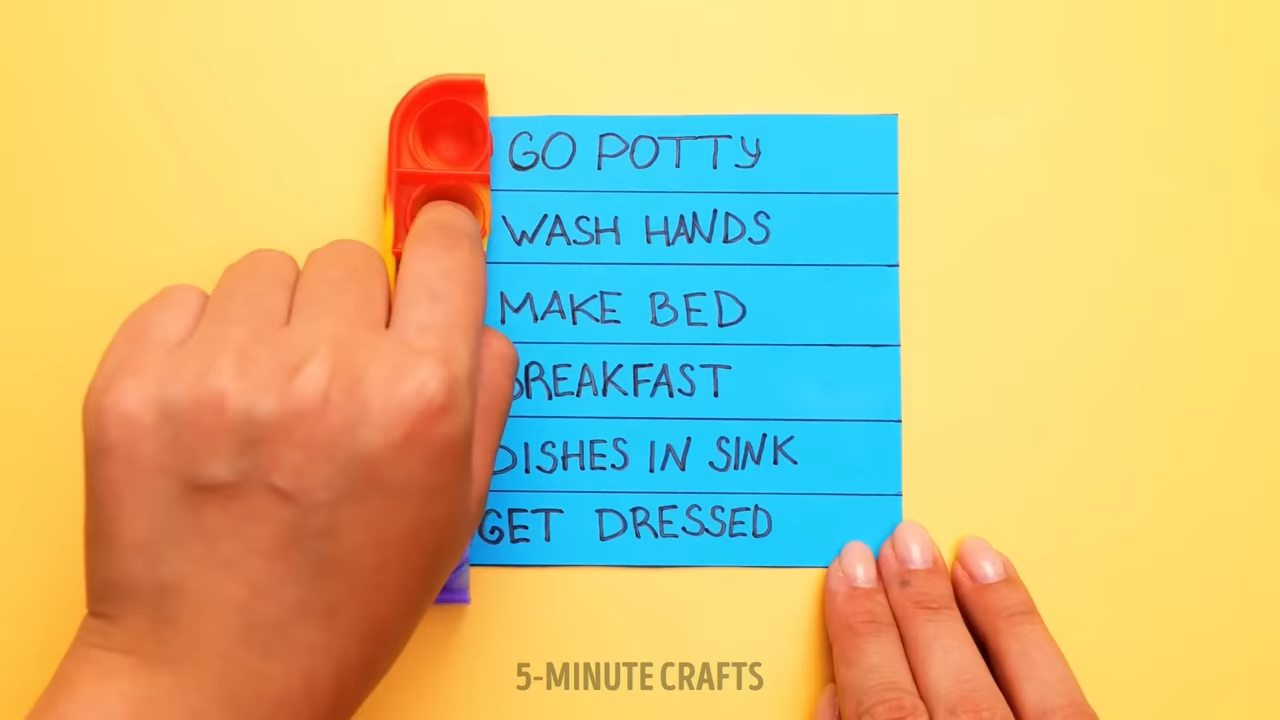 GO POTTY
WASH HANDS
MAKE BED
BREAKFAST
DISHES IN SINK
GET DRESSED
5-MINUTE CRAFTS